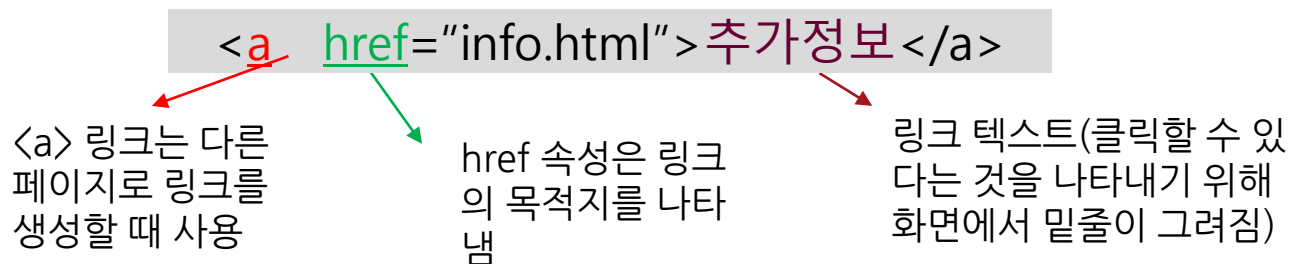 <a href="info.html">추가정보</a>
<a> 링크는 다른
페이지로 링크를
생성할 때 사용
href 속성은 링크
의 목적지를 나타
냄
링크 텍스트(클릭할 수 있
다는 것을 나타내기 위해
화면에서 밑줄이 그려짐)